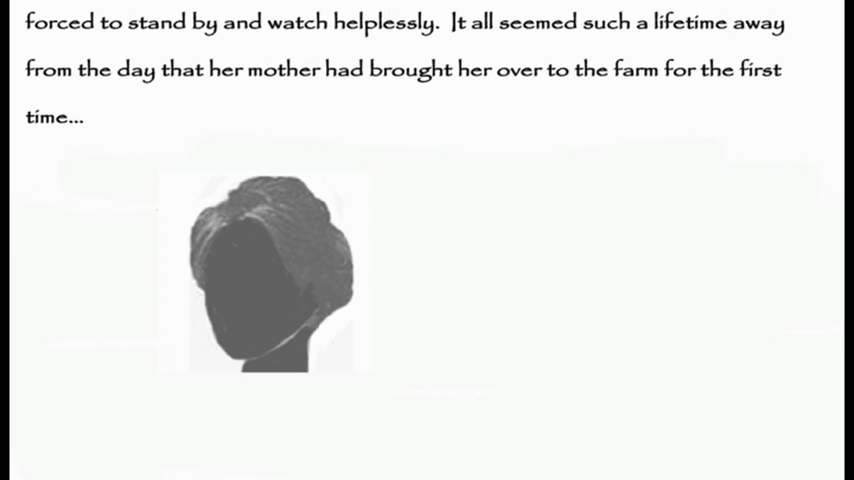 forced to stand by and watch helplessly.  It all seemed such a lifetime away
from the day that her mother had brought her over to the farm for the first
time...